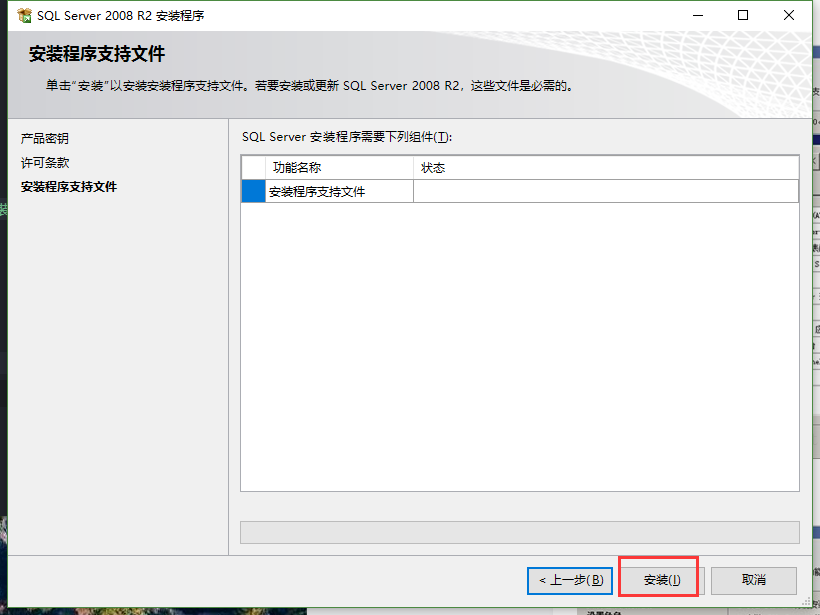 SQL Server 2008 R2 安装程序
安装程序支持文件
单击“安装”以安装安装程序支持文件。若要安装或更新 SQL Server 2008 R2，这些文件是必需的。
产品密钥
许可条款
安装程序支持文件
SQL Server 安装程序需要下列组件(T):
功能名称 状态
安装程序支持文件
< 上一步(B) 安装(I) 取消